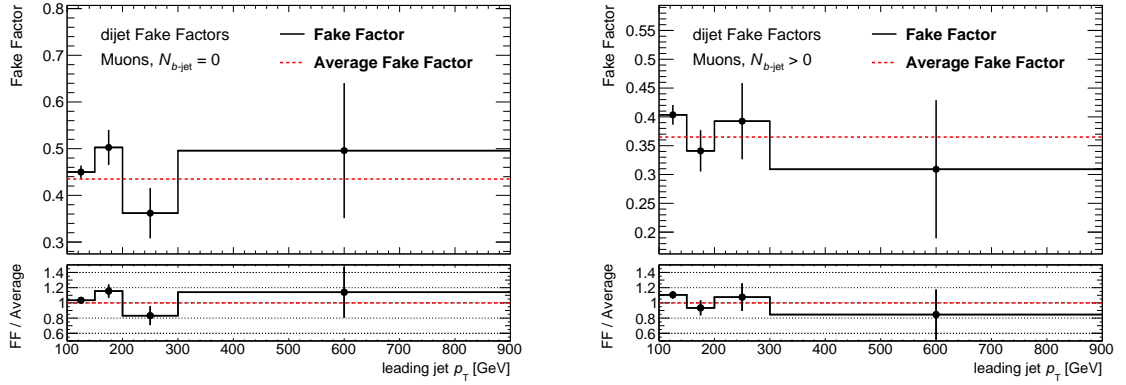 Fake Factor
0.8
0.7
0.6
0.5
0.4
0.3
dijet Fake Factors
Muons, N_b-jet = 0
Fake Factor
Average Fake Factor
FF / Average
1.4
1.2
1
0.8
0.6
100 200 300 400 500 600 700 800 900
leading jet p_T [GeV]
Fake Factor
0.55
0.5
0.45
0.4
0.35
0.3
0.25
0.2
dijet Fake Factors
Muons, N_b-jet > 0
Fake Factor
Average Fake Factor
FF / Average
1.4
1.2
1
0.8
0.6
100 200 300 400 500 600 700 800 900
leading jet p_T [GeV]